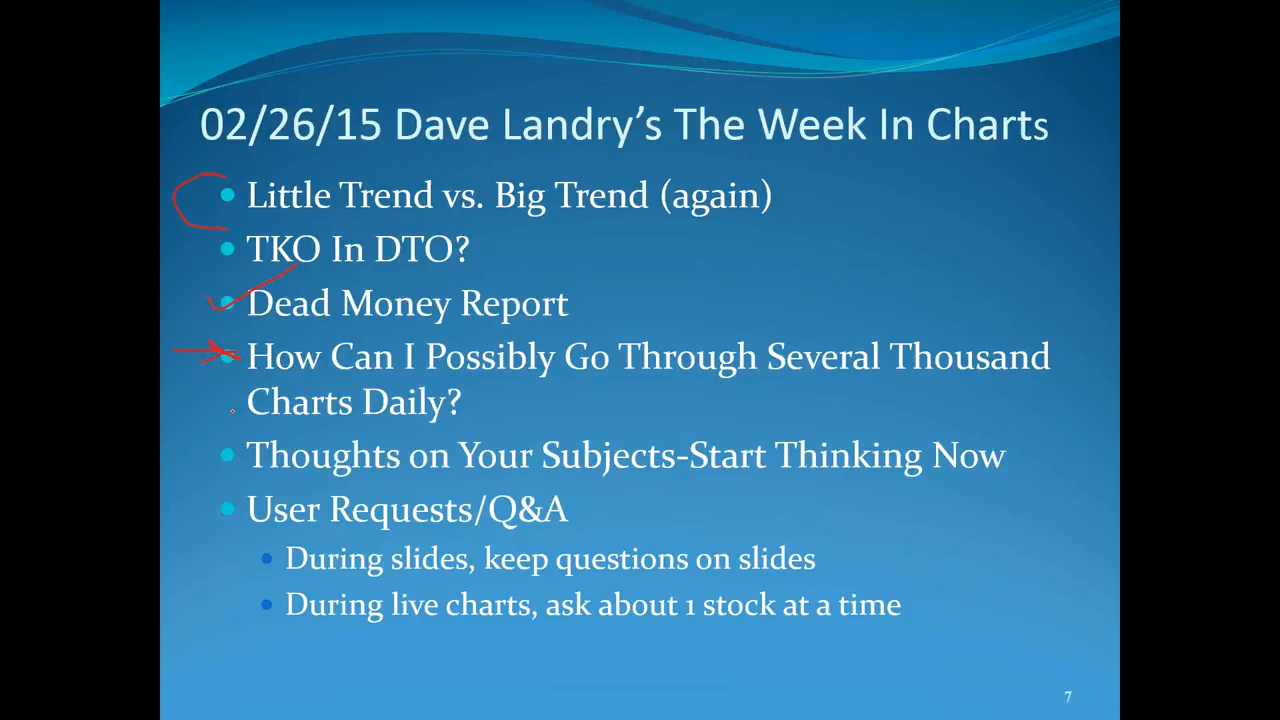 02/26/15 Dave Landry's The Week In Charts
Little Trend vs. Big Trend (again)
TKO In DTO?
Dead Money Report
How Can I Possibly Go Through Several Thousand
Charts Daily?
Thoughts on Your Subjects-Start Thinking Now
User Requests/Q&A
During slides, keep questions on slides
During live charts, ask about 1 stock at a time
7